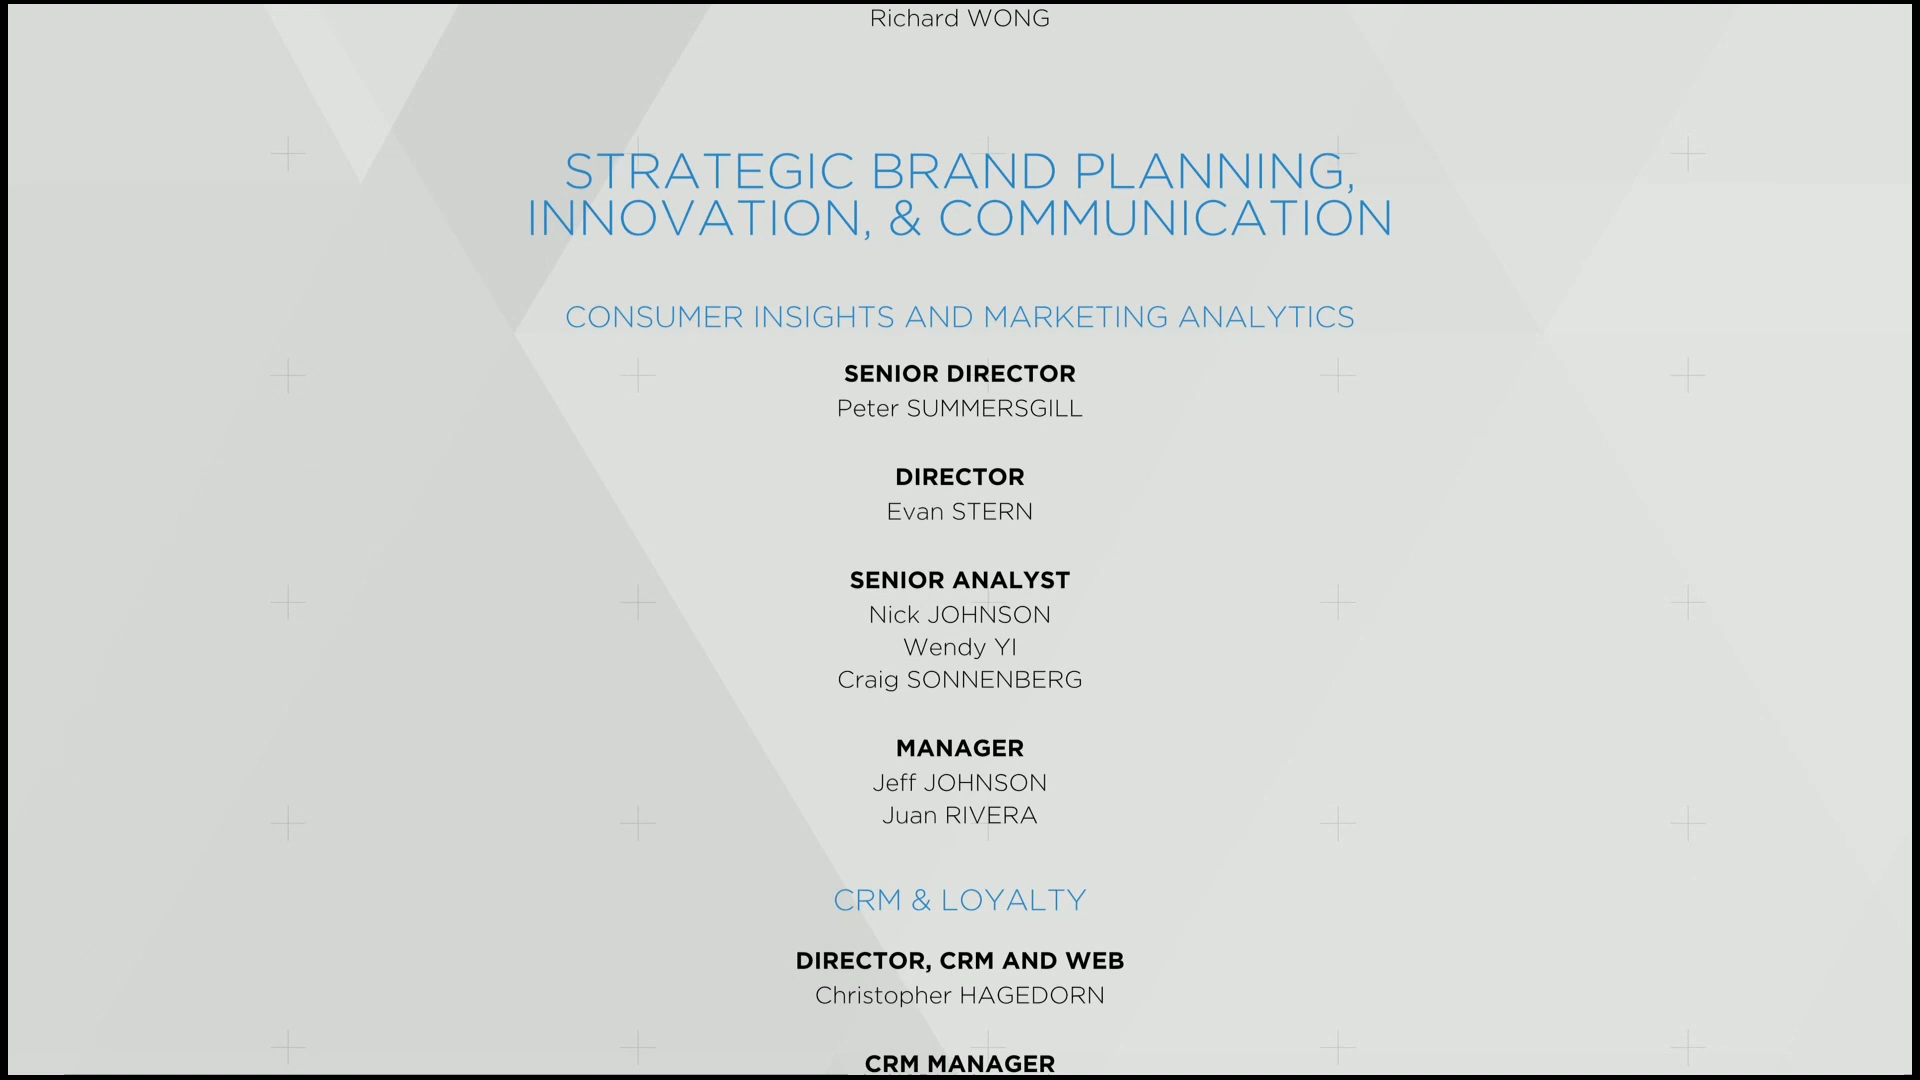 Richard WONG
STRATEGIC BRAND PLANNING,
INNOVATION, & COMMUNICATION
CONSUMER INSIGHTS AND MARKETING ANALYTICS
SENIOR DIRECTOR
Peter SUMMERSGILL
DIRECTOR
Evan STERN
SENIOR ANALYST
Nick JOHNSON
Wendy YI
Craig SONNENBERG
MANAGER
Jeff JOHNSON
Juan RIVERA
CRM & LOYALTY
DIRECTOR, CRM AND WEB
Christopher HAGEDORN
CRM MANAGER